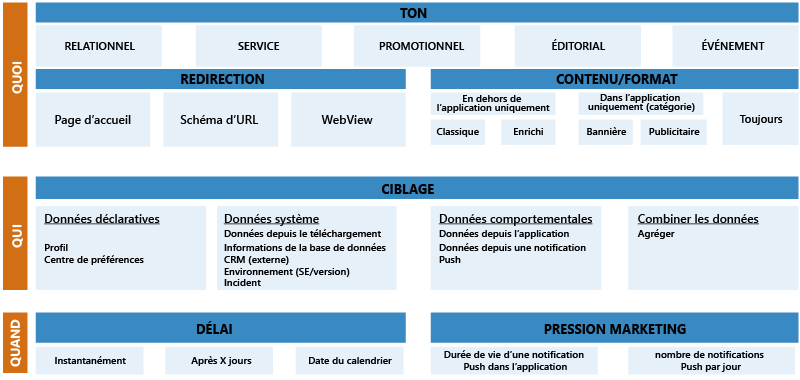 QUOI
TON
RELATIONNEL
SERVICE
PROMOTIONNEL
ÉDITORIAL
ÉVÉNEMENT
REDIRECTION
Page d’accueil
Schéma d’URL
WebView
CONTENU/FORMAT
En dehors de
l’application uniquement
Classique
Enrichi
Dans l’application
uniquement (catégorie)
Bannière
Publicitaire
Toujours
QUI
CIBLAGE
Données déclaratives
Profil
Centre de préférences
Données système
Données depuis le téléchargement
Informations de la base de données
CRM (externe)
Environnement (SE/version)
Incident
Données comportementales
Données depuis l’application
Données depuis une notification
Push
Combiner les données
Agréger
QUAND
DÉLAI
Instantanément
Après X jours
Date du calendrier
PRESSION MARKETING
Durée de vie d’une notification
Push dans l’application
nombre de notifications
Push par jour